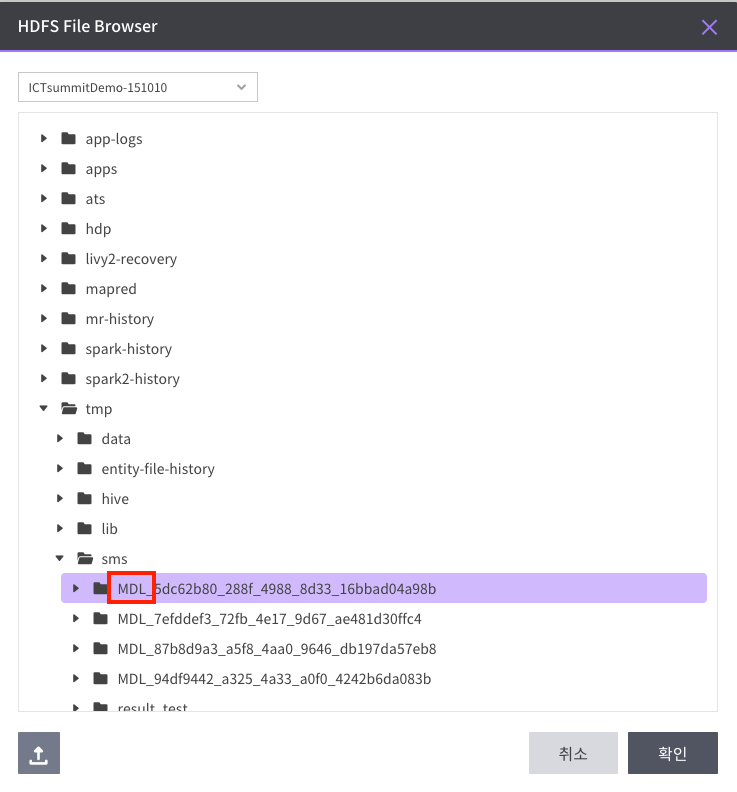 HDFS File Browser
ICTsummitDemo-151010
app-logs
apps
ats
hdp
livy2-recovery
mapred
mr-history
spark-history
spark2-history
tmp
data
entity-file-history
hive
lib
sms
MDL_5dc62b80_288f_4988_8d33_16bbad04a98b
MDL_7efddef3_72fb_4e17_9d67_ae481d30ffc4
MDL_87b8d9a3_a5f8_4aa0_9646_db197da57eb8
MDL_94df9442_a325_4a33_a0f0_4242b6da083b
result_test
취소 확인